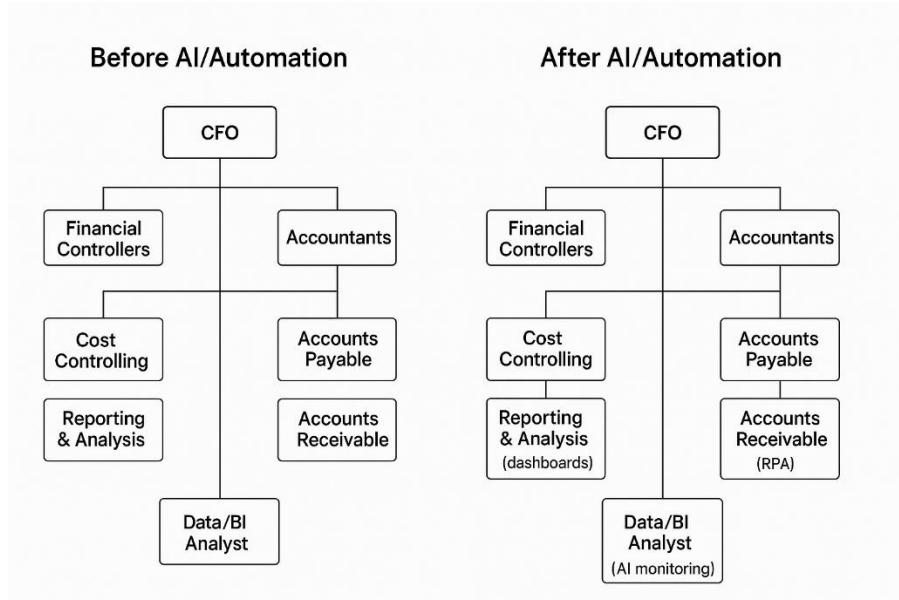 Before AI/Automation
CFO
Financial
Controllers
Accountants
Cost
Controlling
Accounts
Payable
Reporting
& Analysis
Accounts
Receivable
Data/BI
Analyst
After AI/Automation
CFO
Financial
Controllers
Accountants
Cost
Controlling
Accounts
Payable
Reporting
& Analysis
(dashboards)
Accounts
Receivable
(RPA)
Data/BI
Analyst
(AI monitoring)